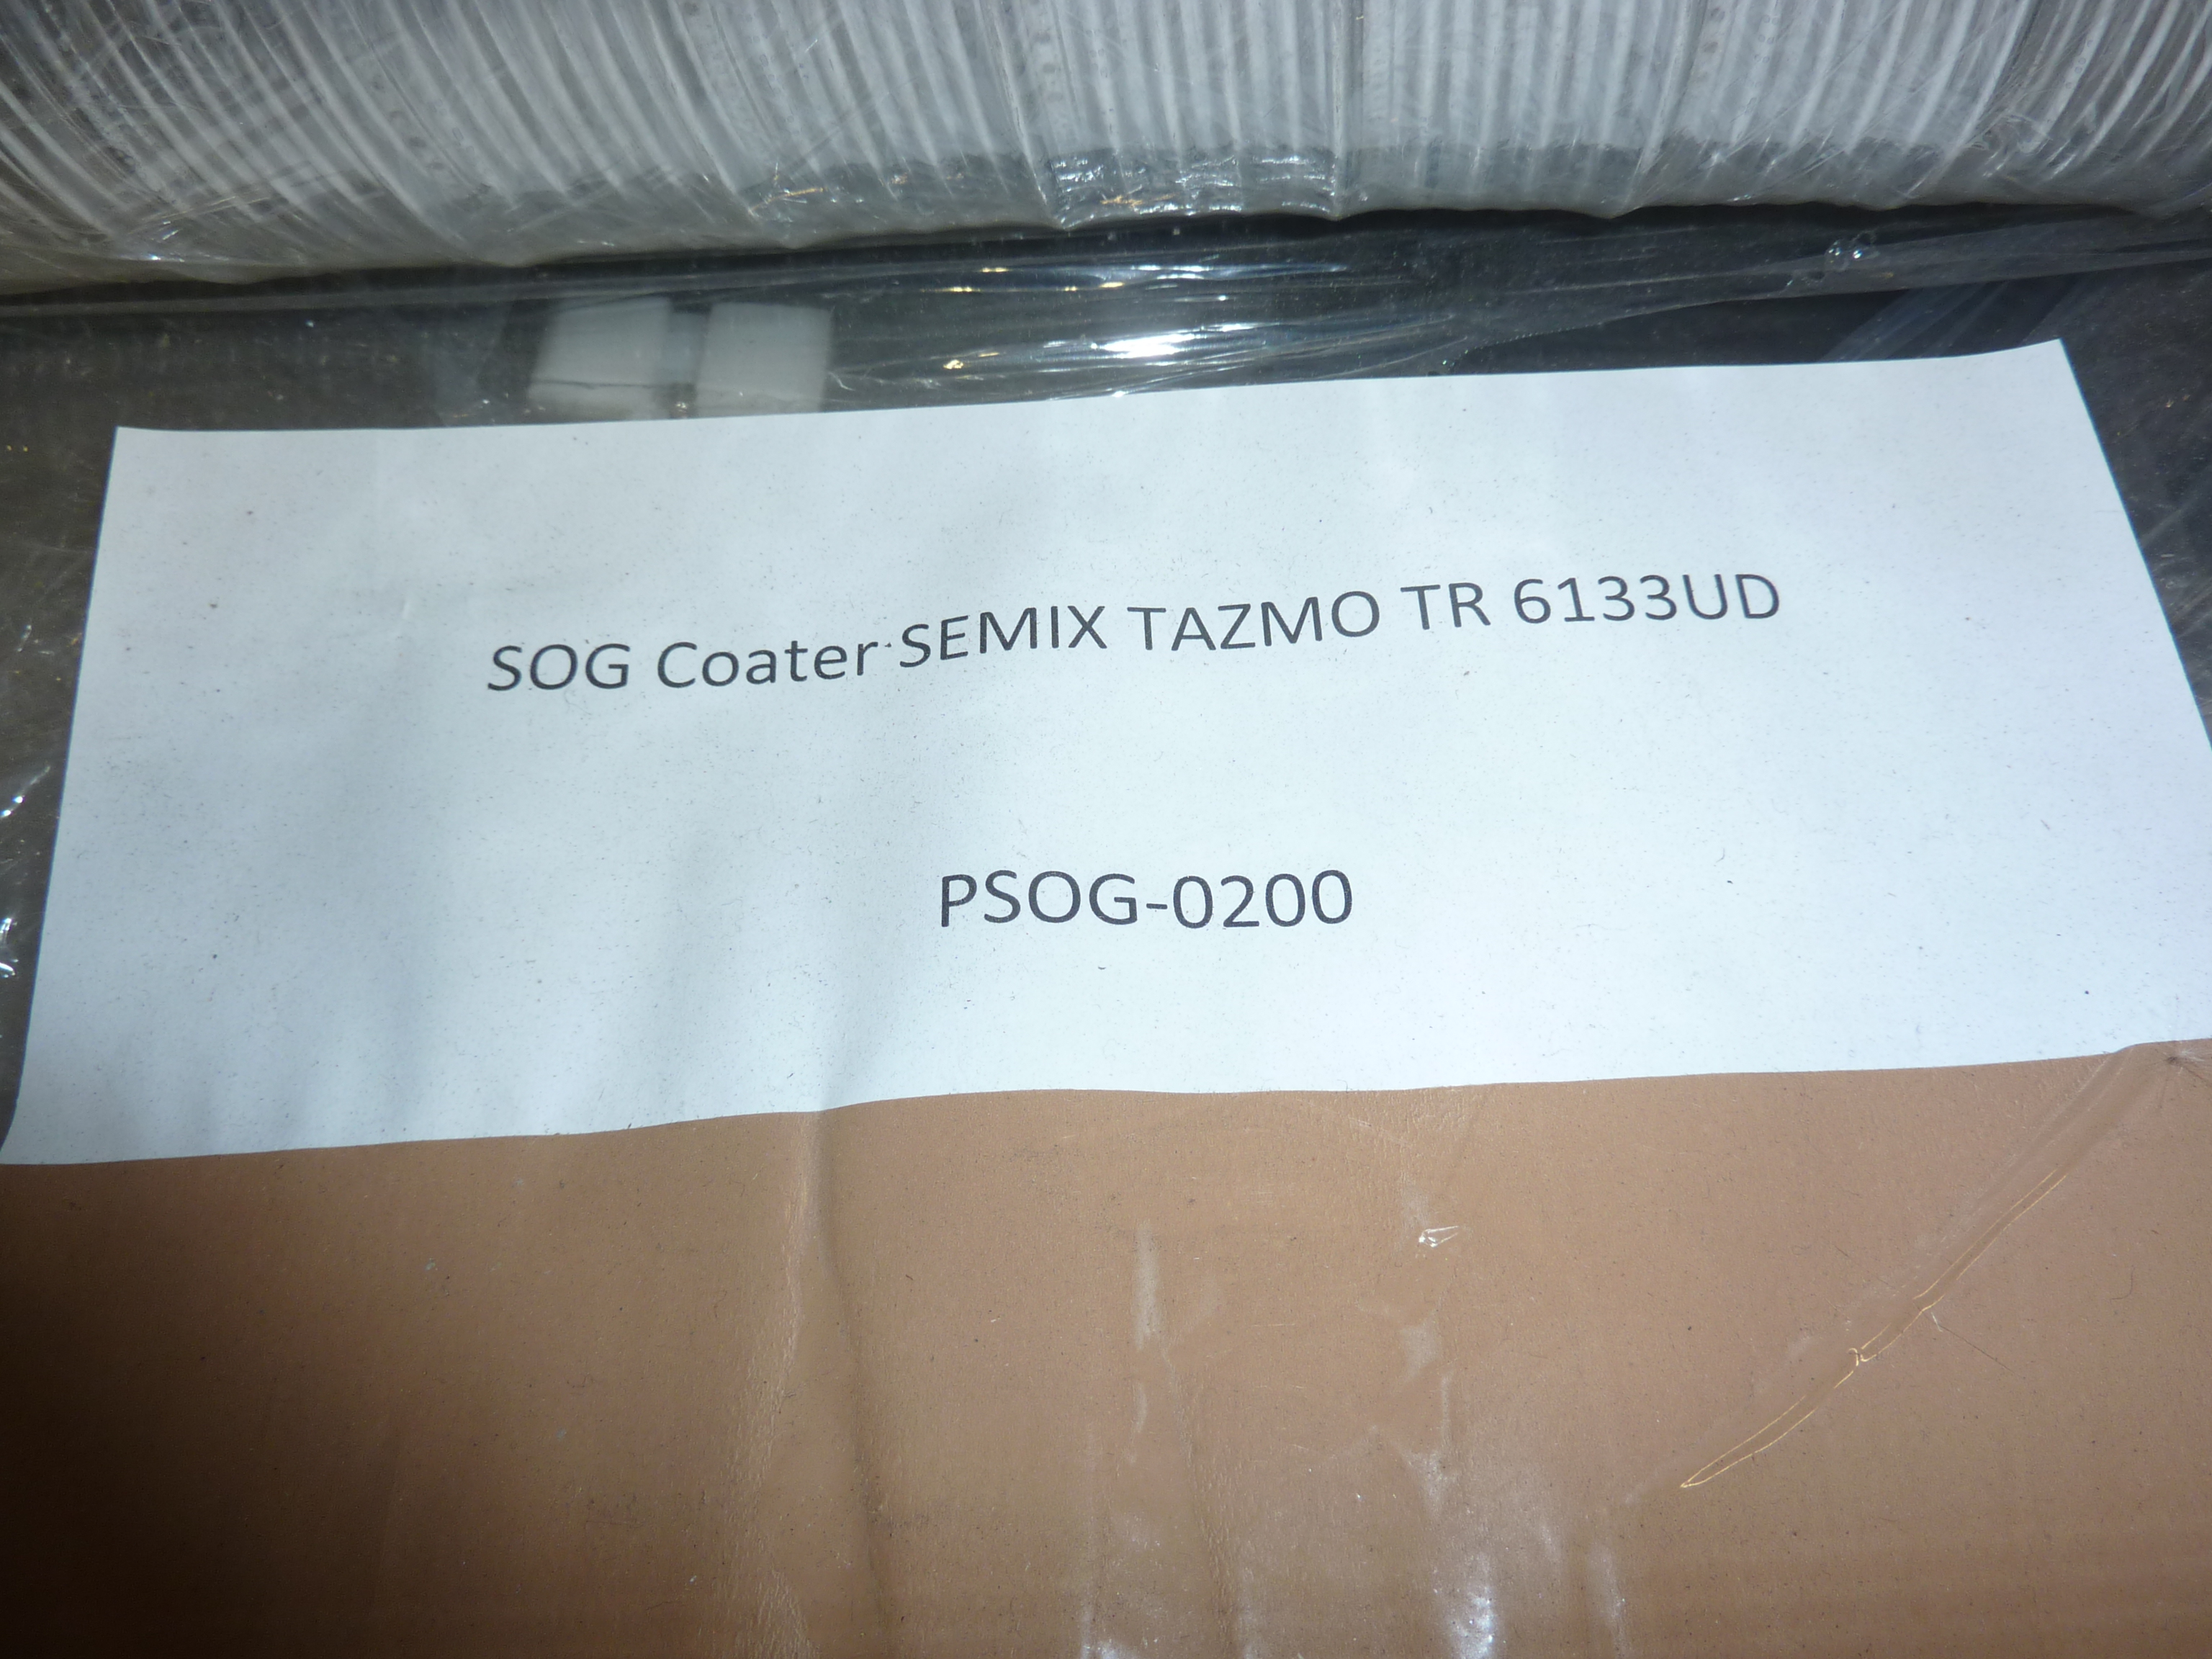 SOG Coater SEMIX TAZMO TR 6133UD
PSOG-0200